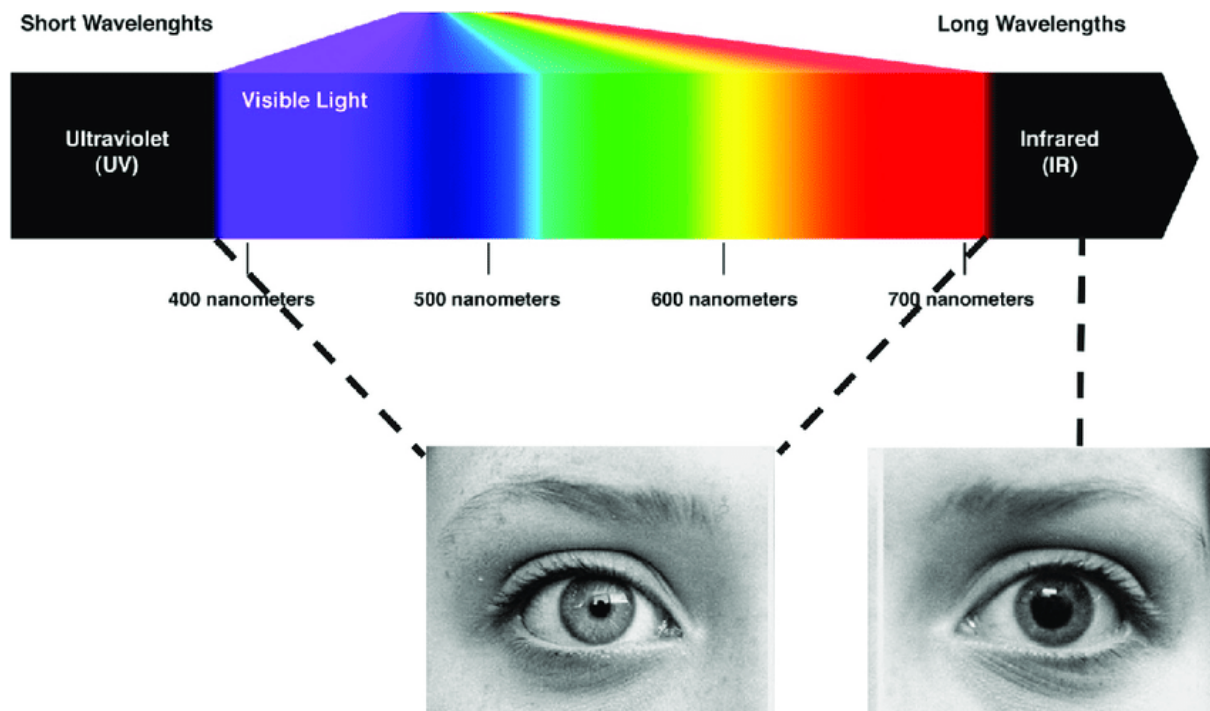 Short Wavelenghts
Long Wavelengths
Visible Light
Ultraviolet
(UV)
Infrared
(IR)
400 nanometers
500 nanometers
600 nanometers
700 nanometers